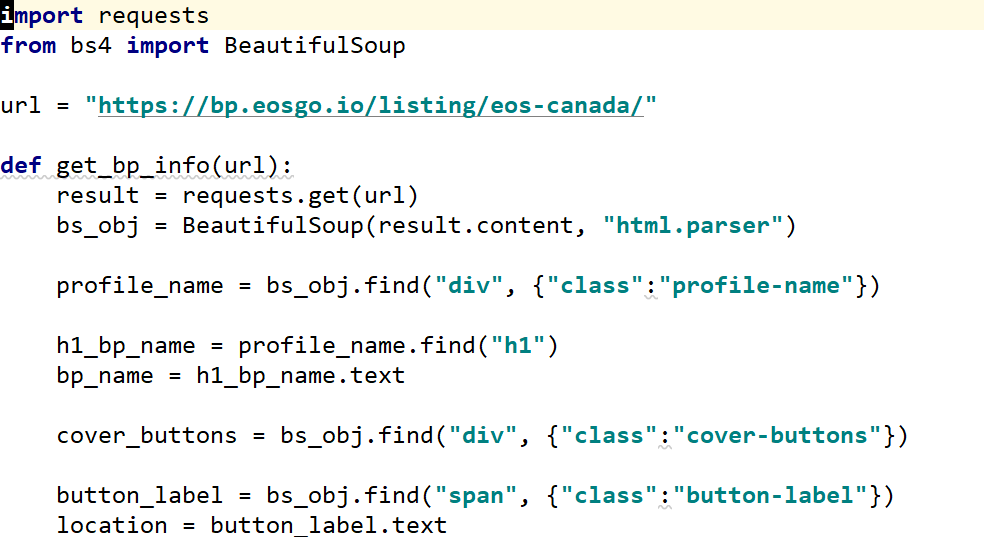 import requests
from bs4 import BeautifulSoup
url = "https://bp.eosgo.io/listing/eos-canada/"
def get_bp_info(url):
    result = requests.get(url)
    bs_obj = BeautifulSoup(result.content, "html.parser")
    profile_name = bs_obj.find("div", {"class":"profile-name"})
    h1_bp_name = profile_name.find("h1")
    bp_name = h1_bp_name.text
    cover_buttons = bs_obj.find("div", {"class":"cover-buttons"})
    button_label = bs_obj.find("span", {"class":"button-label"})
    location = button_label.text